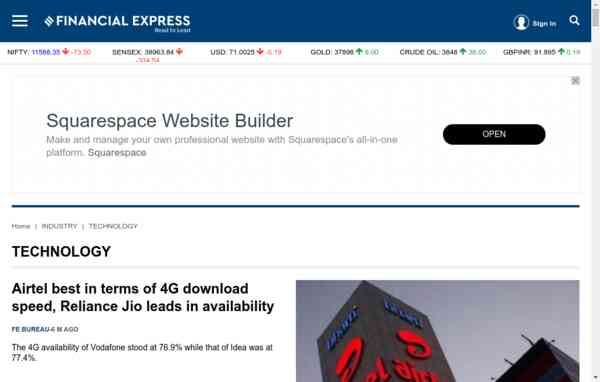 FINANCIAL EXPRESS
Read to Lead
Sign In
NIFTY: 11588.35 -73.50
SENSEX: 38963.84 -334.54
USD: 71.0025 -0.19
GOLD: 37896 6.00
CRUDE OIL: 3848 38.00
GBPINR: 91.895 0.19
Squarespace Website Builder
Make and manage your own professional website with Squarespace's all-in-one
platform. Squarespace
OPEN
Home | INDUSTRY | TECHNOLOGY
TECHNOLOGY
Airtel best in terms of 4G download
speed, Reliance Jio leads in availability
FE BUREAU-6 M AGO
The 4G availability of Vodafone stood at 76.9% while that of Idea was at
77.4%.
airtel